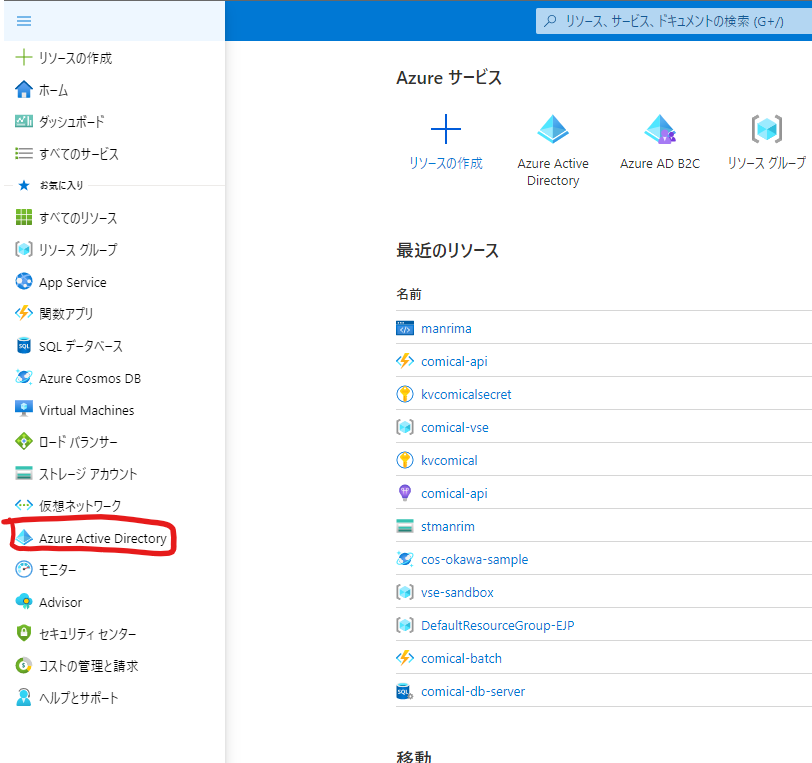 リソース、サービス、ドキュメントの検索 (G+/)
リソースの作成
ホーム
ダッシュボード
すべてのサービス
お気に入り
すべてのリソース
リソース グループ
App Service
関数アプリ
SQL データベース
Azure Cosmos DB
Virtual Machines
ロード バランサー
ストレージ アカウント
仮想ネットワーク
Azure Active Directory
モニター
Advisor
セキュリティ センター
コストの管理と請求
ヘルプとサポート
Azure サービス
リソースの作成
Azure Active
Directory
Azure AD B2C
リソース グループ
最近のリソース
名前
manrima
comical-api
kvcomicalsecret
comical-vse
kvcomical
comical-api
stmanrim
cos-okawa-sample
vse-sandbox
DefaultResourceGroup-EJP
comical-batch
comical-db-server
移動